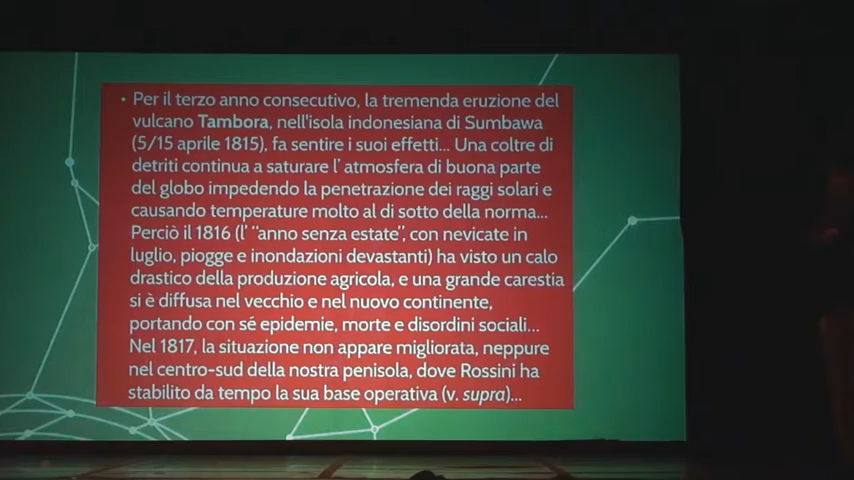 • Per il terzo anno consecutivo, la tremenda eruzione del
vulcano Tambora, nell'isola indonesiana di Sumbawa
(5/15 aprile 1815), fa sentire i suoi effetti... Una coltre di
detriti continua a saturare l' atmosfera di buona parte
del globo impedendo la penetrazione dei raggi solari e
causando temperature molto al di sotto della norma...
Perciò il 1816 (l' “anno senza estate”, con nevicate in
luglio, piogge e inondazioni devastanti) ha visto un calo
drastico della produzione agricola, e una grande carestia
si è diffusa nel vecchio e nel nuovo continente,
portando con sé epidemie, morte e disordini sociali...
Nel 1817, la situazione non appare migliorata, neppure
nel centro-sud della nostra penisola, dove Rossini ha
stabilito da tempo la sua base operativa (v. supra)...